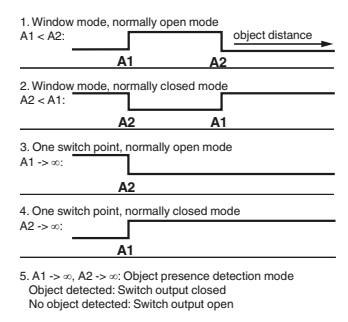 1. Window mode, normally open mode
A1 < A2:
object distance
A1 A2
2. Window mode, normally closed mode
A2 < A1:
A2 A1
3. One switch point, normally open mode
A1 -> ∞:
A2
4. One switch point, normally closed mode
A2 -> ∞:
A1
5. A1 -> ∞, A2 -> ∞: Object presence detection mode
Object detected: Switch output closed
No object detected: Switch output open